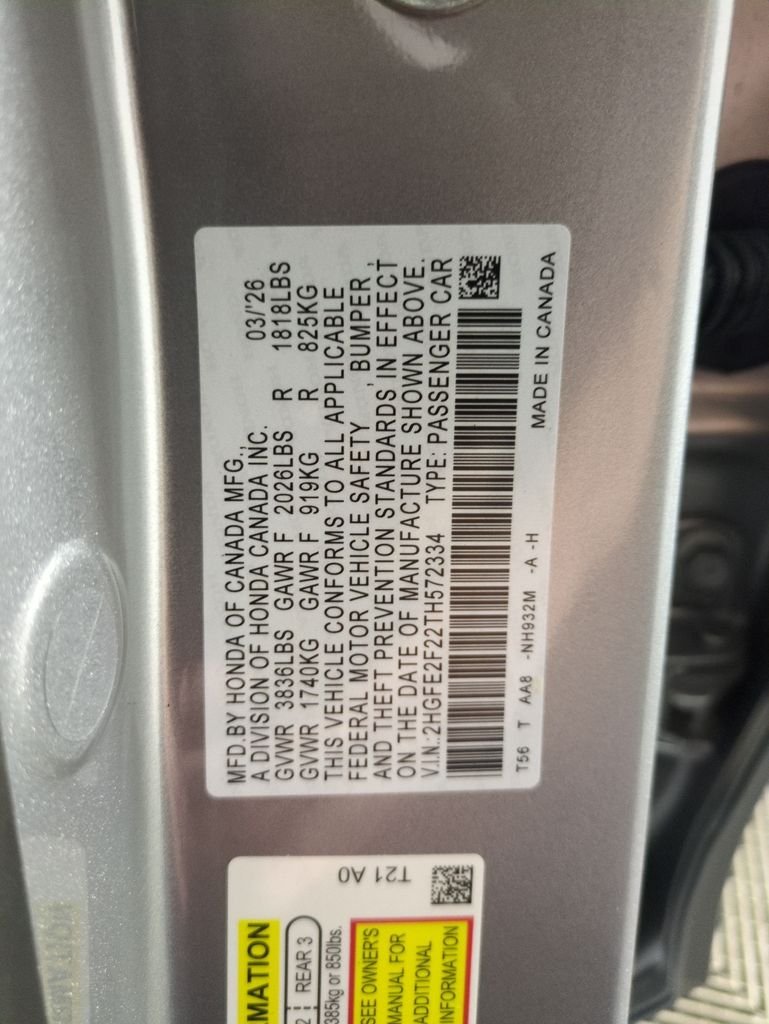 MFD.BY HONDA OF CANADA MFG.,
A DIVISION OF HONDA CANADA INC. 03/'26
GVWR 3836LBS GAWR F 2026LBS R 1818LBS
GVWR 1740KG GAWR F 919KG R 825KG
THIS VEHICLE CONFORMS TO ALL APPLICABLE
FEDERAL MOTOR VEHICLE SAFETY, BUMPER,
AND THEFT PREVENTION STANDARDS, IN EFFECT
ON THE DATE OF MANUFACTURE SHOWN ABOVE.
V.I.N.:2HGFE2F22TH572334 TYPE: PASSENGER CAR
T56 T AA8 -NH932M -A -H MADE IN CANADA
T21 A0
REAR 3
385kg or 850lbs.
SEE OWNER'S
MANUAL FOR
ADDITIONAL
INFORMATION